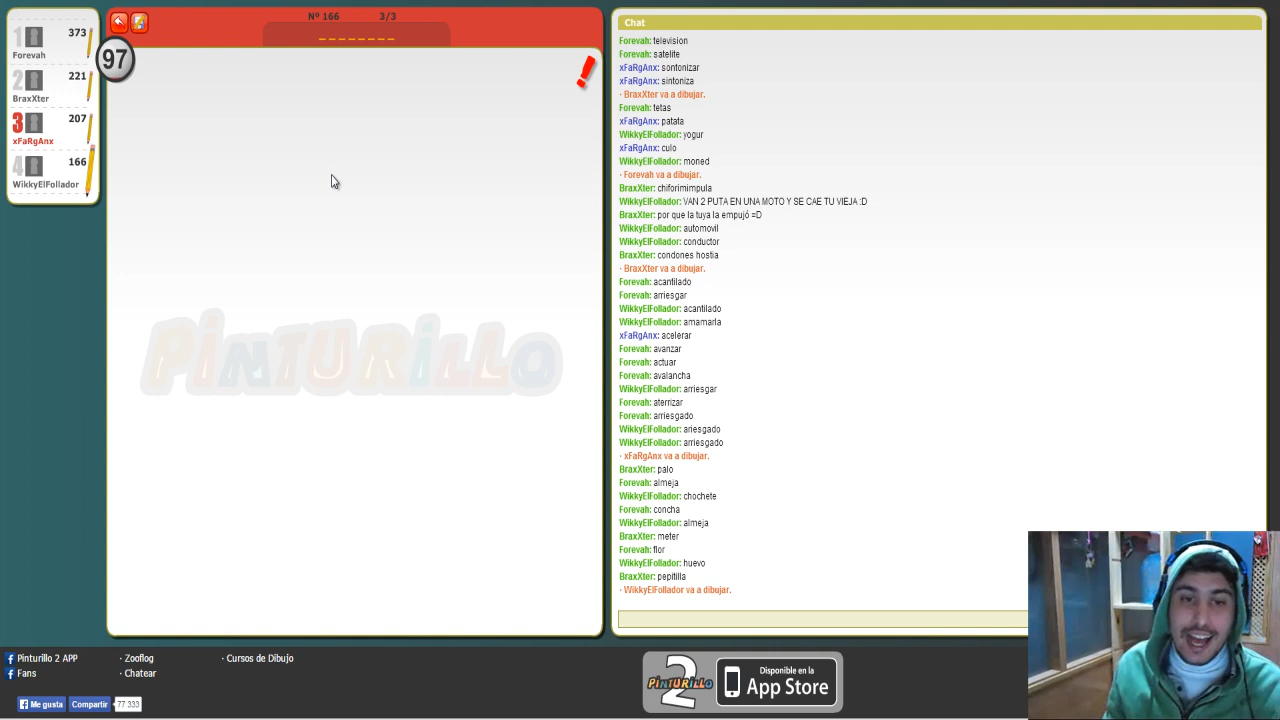 Nº 166 3/3
________
1 373
Forevah
2 221
BraxXter
3 207
xFaRgAnx
4 166
WikkyElFollador
97
PINTURILLO
Chat
Forevah: television
Forevah: satelite
xFaRgAnx: sontonizar
xFaRgAnx: sintoniza
· BraxXter va a dibujar.
Forevah: tetas
xFaRgAnx: patata
WikkyElFollador: yogur
xFaRgAnx: culo
WikkyElFollador: moned
· Forevah va a dibujar.
BraxXter: chiforimimpula
WikkyElFollador: VAN 2 PUTA EN UNA MOTO Y SE CAE TU VIEJA :D
BraxXter: por que la tuya la empujó =D
WikkyElFollador: automovil
WikkyElFollador: conductor
BraxXter: condones hostia
· BraxXter va a dibujar.
Forevah: acantilado
Forevah: arriesgar
WikkyElFollador: acantilado
WikkyElFollador: amamarla
xFaRgAnx: acelerar
Forevah: avanzar
Forevah: actuar
Forevah: avalancha
WikkyElFollador: arriesgar
Forevah: aterrizar
Forevah: arriesgado
WikkyElFollador: ariesgado
WikkyElFollador: arriesgado
· xFaRgAnx va a dibujar.
BraxXter: palo
Forevah: almeja
WikkyElFollador: chochete
Forevah: concha
WikkyElFollador: almeja
BraxXter: meter
Forevah: flor
WikkyElFollador: huevo
BraxXter: pepitilla
· WikkyElFollador va a dibujar.
Pinturillo 2 APP · Zooflog · Cursos de Dibujo
Fans · Chatear
Me gusta Compartir 77 333
PINTURILLO 2
Disponible en la
App Store